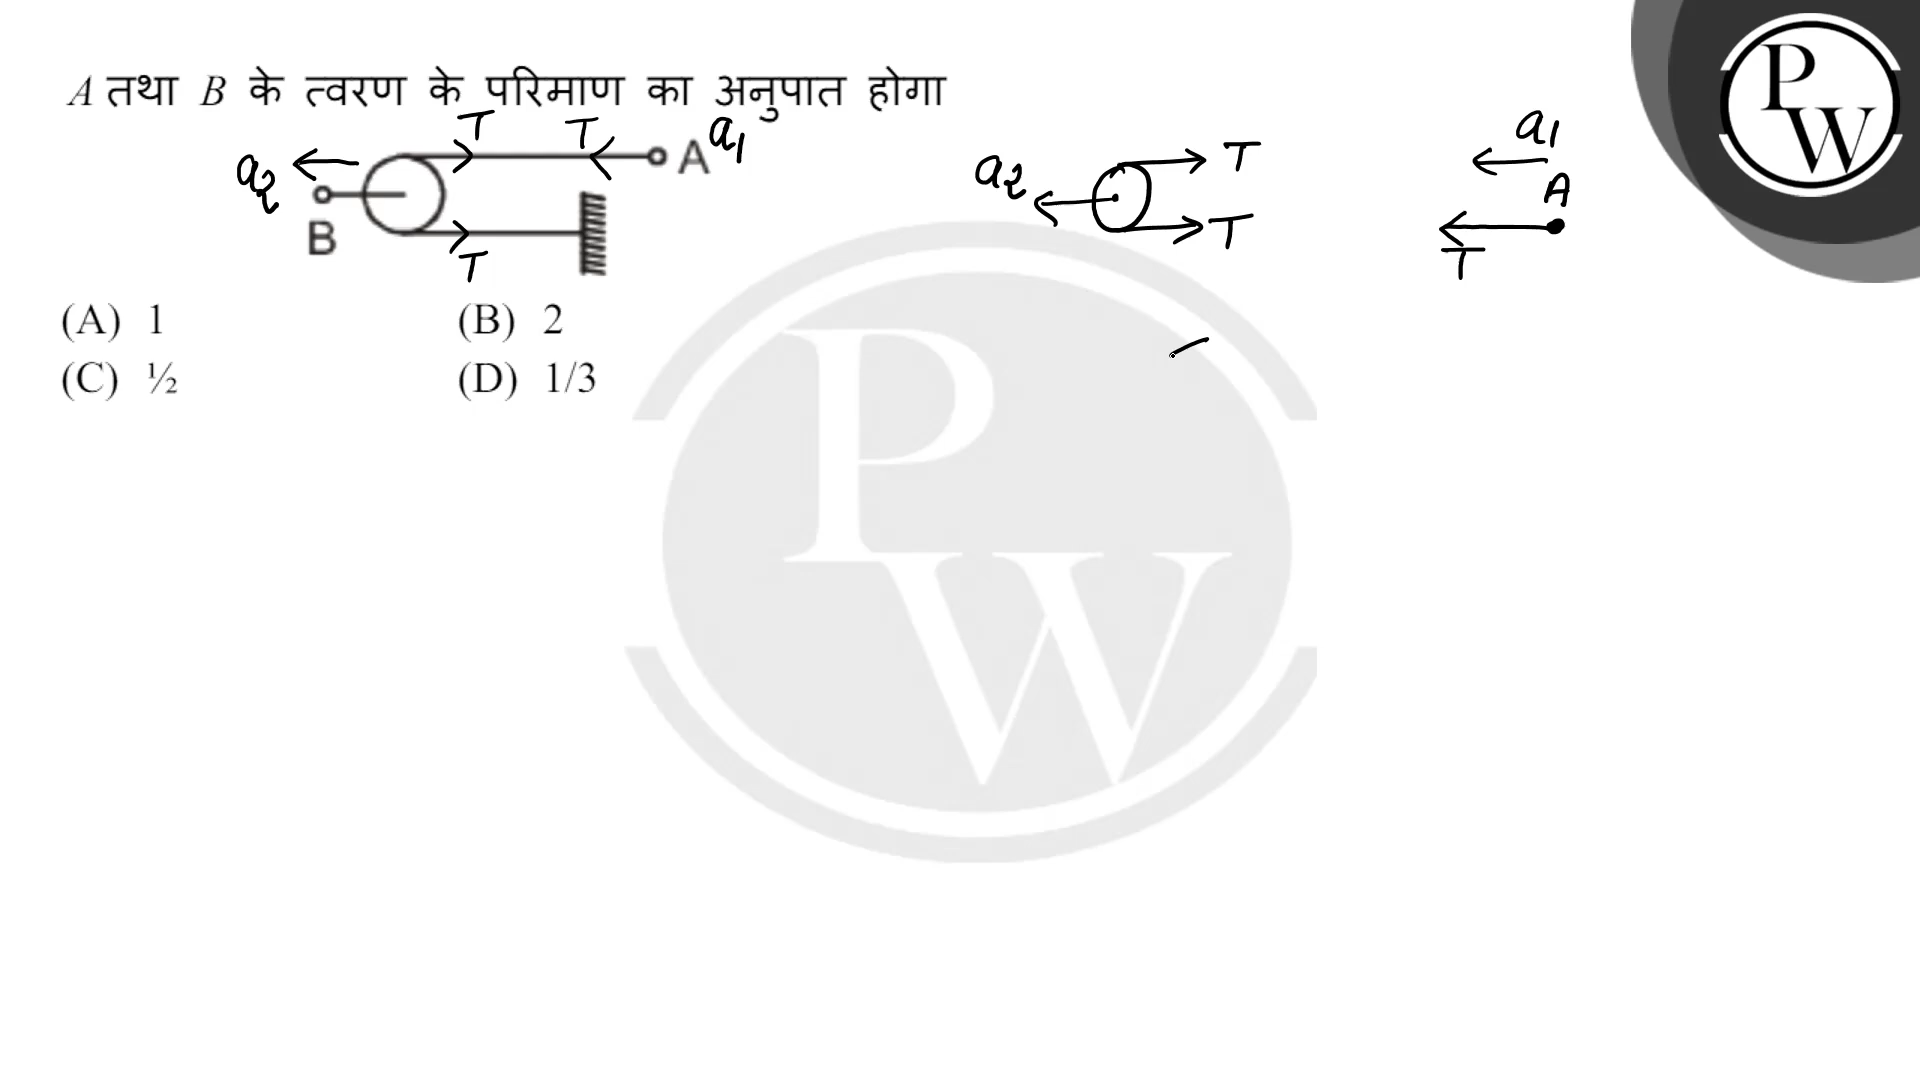 A तथा B के त्वरण के परिमाण का अनुपात होगा
T T a₁
a₂ A
B
T
a₂ T
T
a₁
A
T
(A) 1 (B) 2
(C) ½ (D) 1/3
P
W
P
W